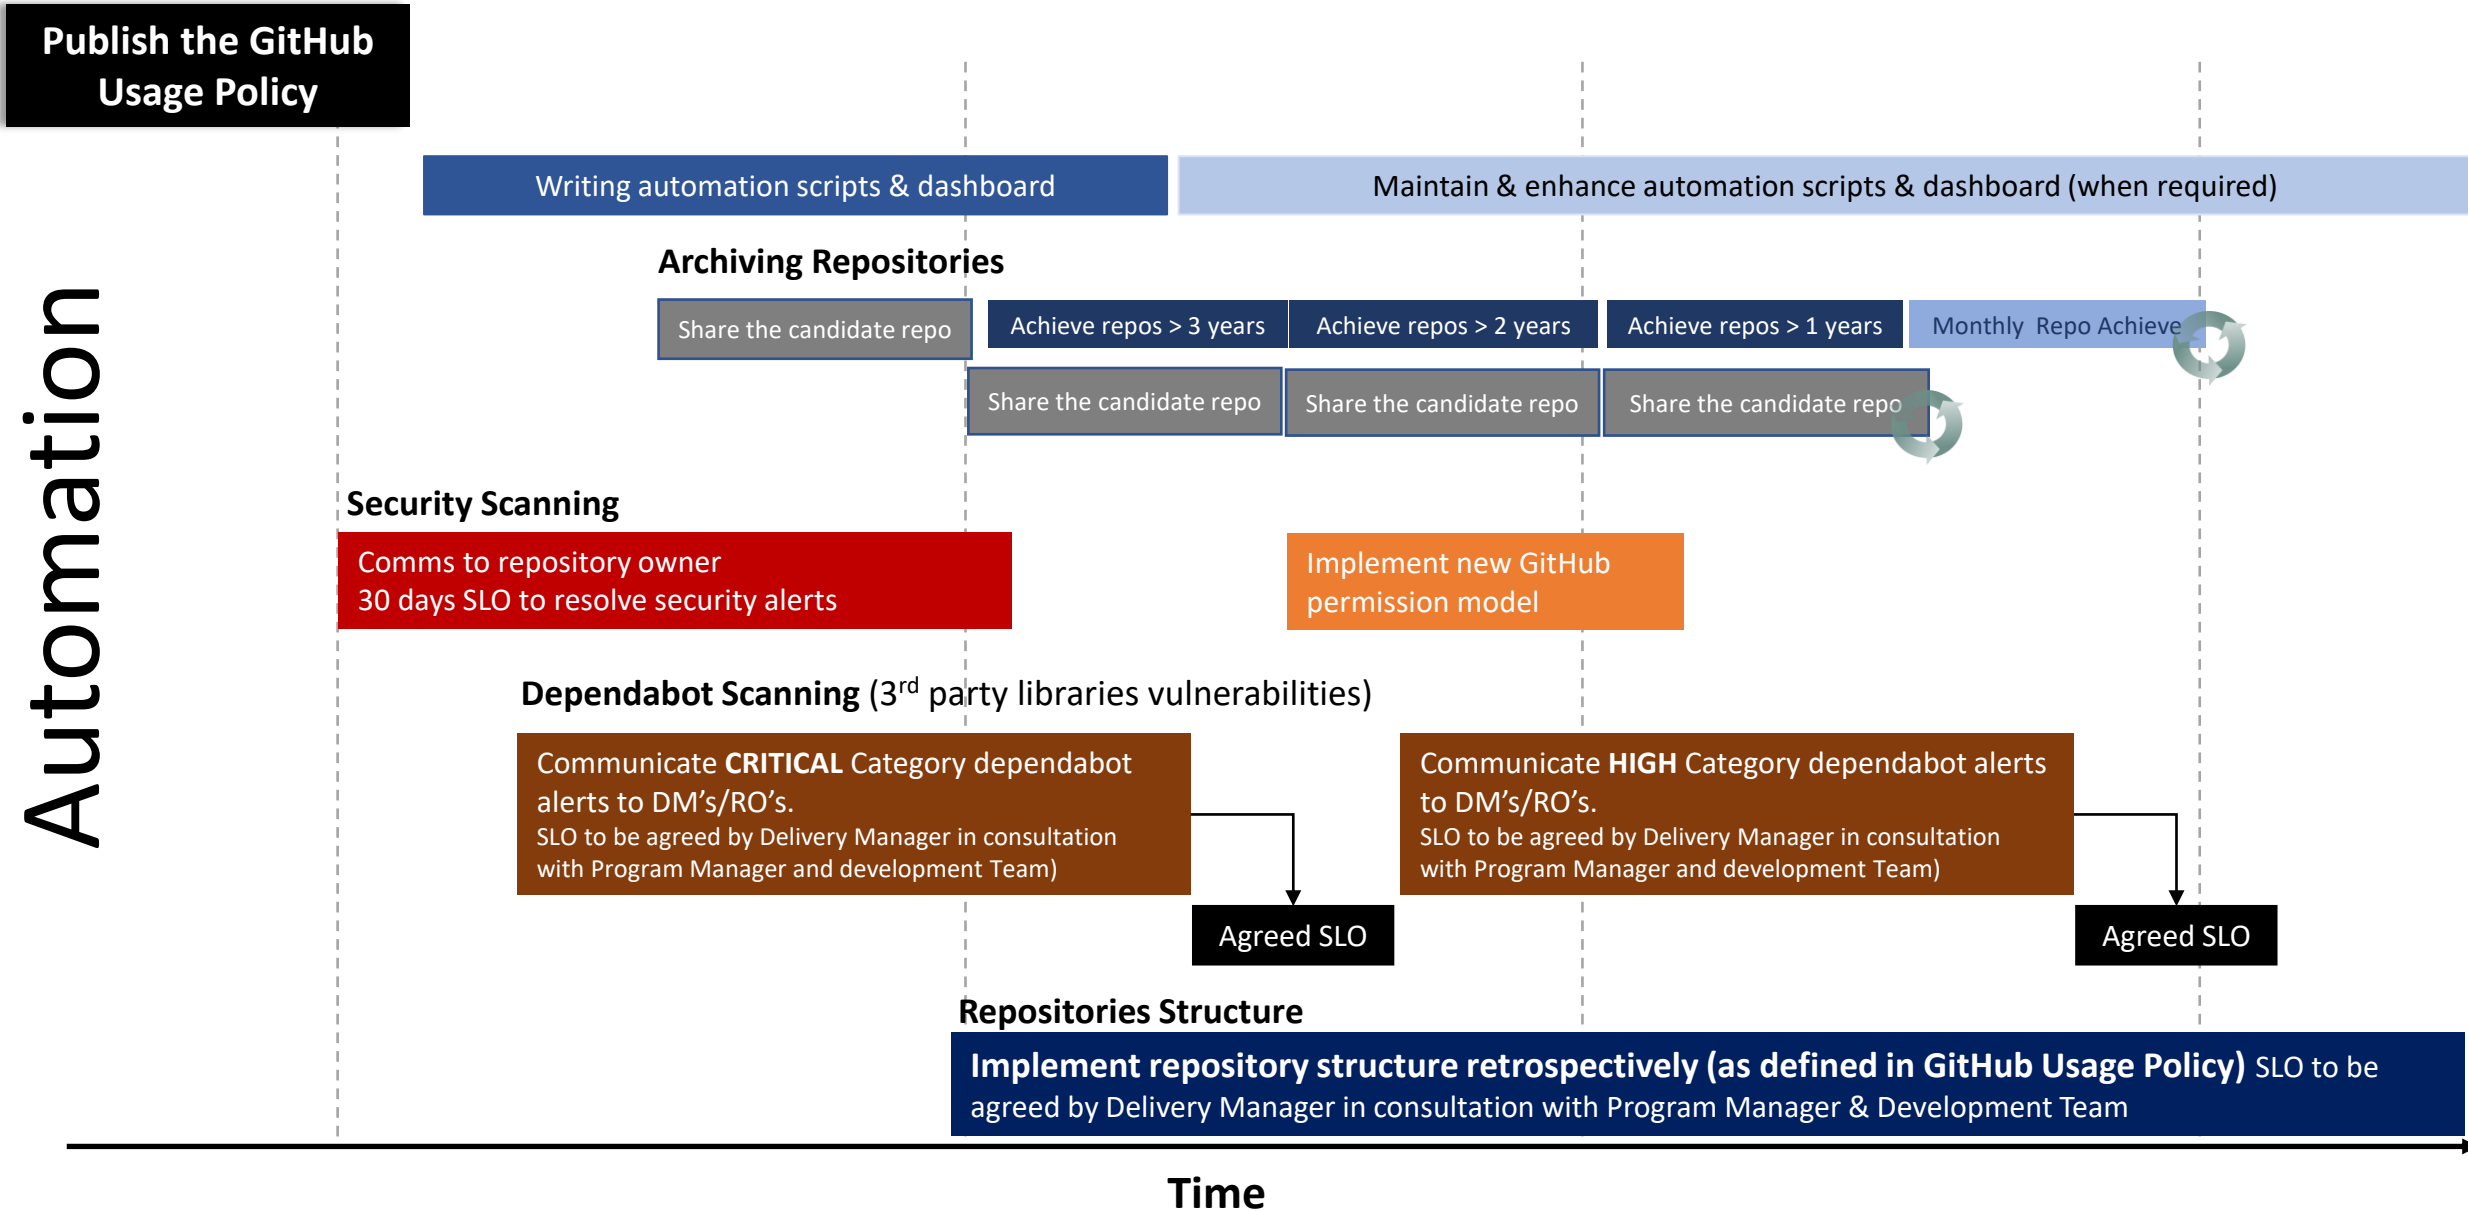 Publish the GitHub
Usage Policy
Automation
Writing automation scripts & dashboard
Maintain & enhance automation scripts & dashboard (when required)
Archiving Repositories
Share the candidate repo
Achieve repos > 3 years
Achieve repos > 2 years
Achieve repos > 1 years
Monthly Repo Achieve
Share the candidate repo
Share the candidate repo
Share the candidate repo
Security Scanning
Comms to repository owner
30 days SLO to resolve security alerts
Implement new GitHub
permission model
Dependabot Scanning (3rd party libraries vulnerabilities)
Communicate CRITICAL Category dependabot
alerts to DM’s/RO’s.
SLO to be agreed by Delivery Manager in consultation
with Program Manager and development Team)
Agreed SLO
Communicate HIGH Category dependabot alerts
to DM’s/RO’s.
SLO to be agreed by Delivery Manager in consultation
with Program Manager and development Team)
Agreed SLO
Repositories Structure
Implement repository structure retrospectively (as defined in GitHub Usage Policy) SLO to be
agreed by Delivery Manager in consultation with Program Manager & Development Team
Time